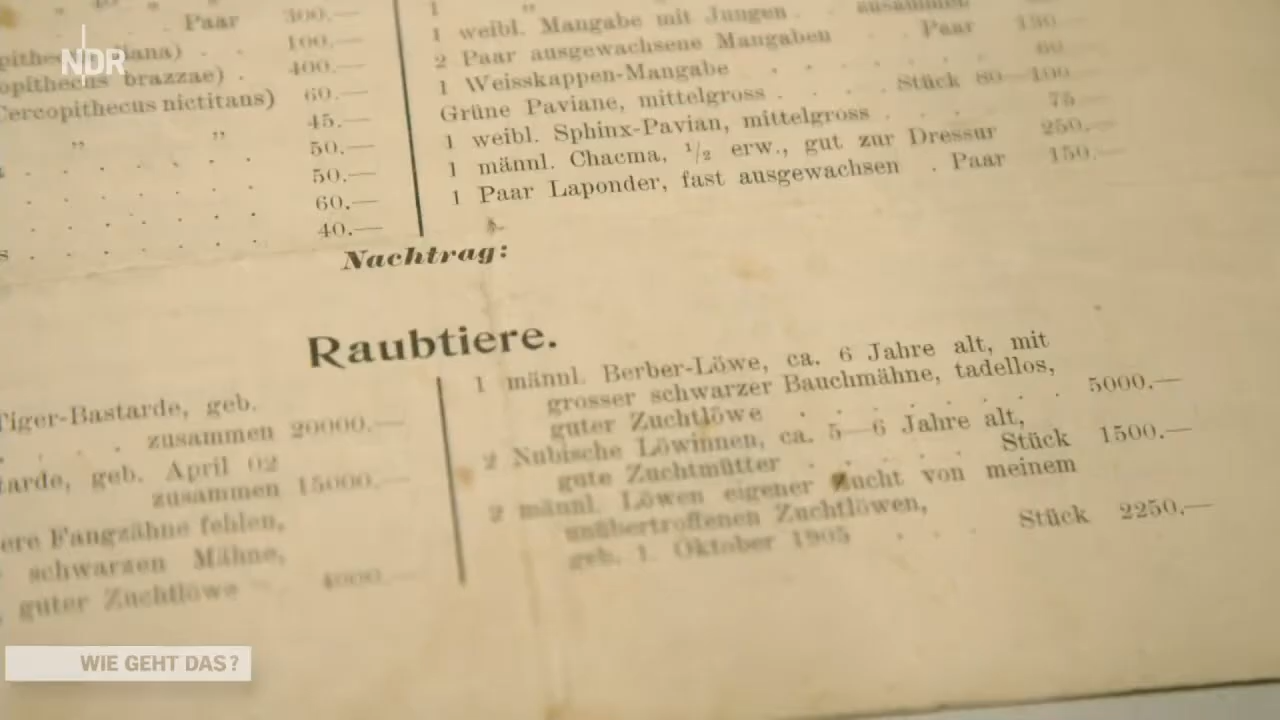 NDR
Paar 300.—
100.—
opithecus brazzae) . 400.—
Cercopithecus nictitans) 60.—
„ „ 45.—
50.—
50.—
60.—
40.—
1 „
1 weibl. Mangabe mit Jungen . zusammen
2 Paar ausgewachsene Mangaben . . Paar 130.—
1 Weisskappen-Mangabe . . . . . . 60.—
Grüne Paviane, mittelgross . . . . Stück 80—100.—
1 weibl. Sphinx-Pavian, mittelgross . . . . 75.—
1 männl. Chacma, ½ erw., gut zur Dressur 250.—
1 Paar Laponder, fast ausgewachsen . Paar 150.—
Nachtrag:
Raubtiere.
Tiger-Bastarde, geb.
zusammen 20000.—
tarde, geb. April 02
zusammen 15000.—
ere Fangzähne fehlen,
schwarzen Mähne,
guter Zuchtlöwe 4000.—
1 männl. Berber-Löwe, ca. 6 Jahre alt, mit
grosser schwarzer Bauchmähne, tadellos,
guter Zuchtlöwe . . . . . . . 5000.—
2 Nubische Löwinnen, ca. 5—6 Jahre alt,
gute Zuchtmütter . . . . . Stück 1500.—
2 männl. Löwen eigener Zucht von meinem
unübertroffenen Zuchtlöwen,
geb. 1. Oktober 1905 . . . Stück 2250.—
WIE GEHT DAS?